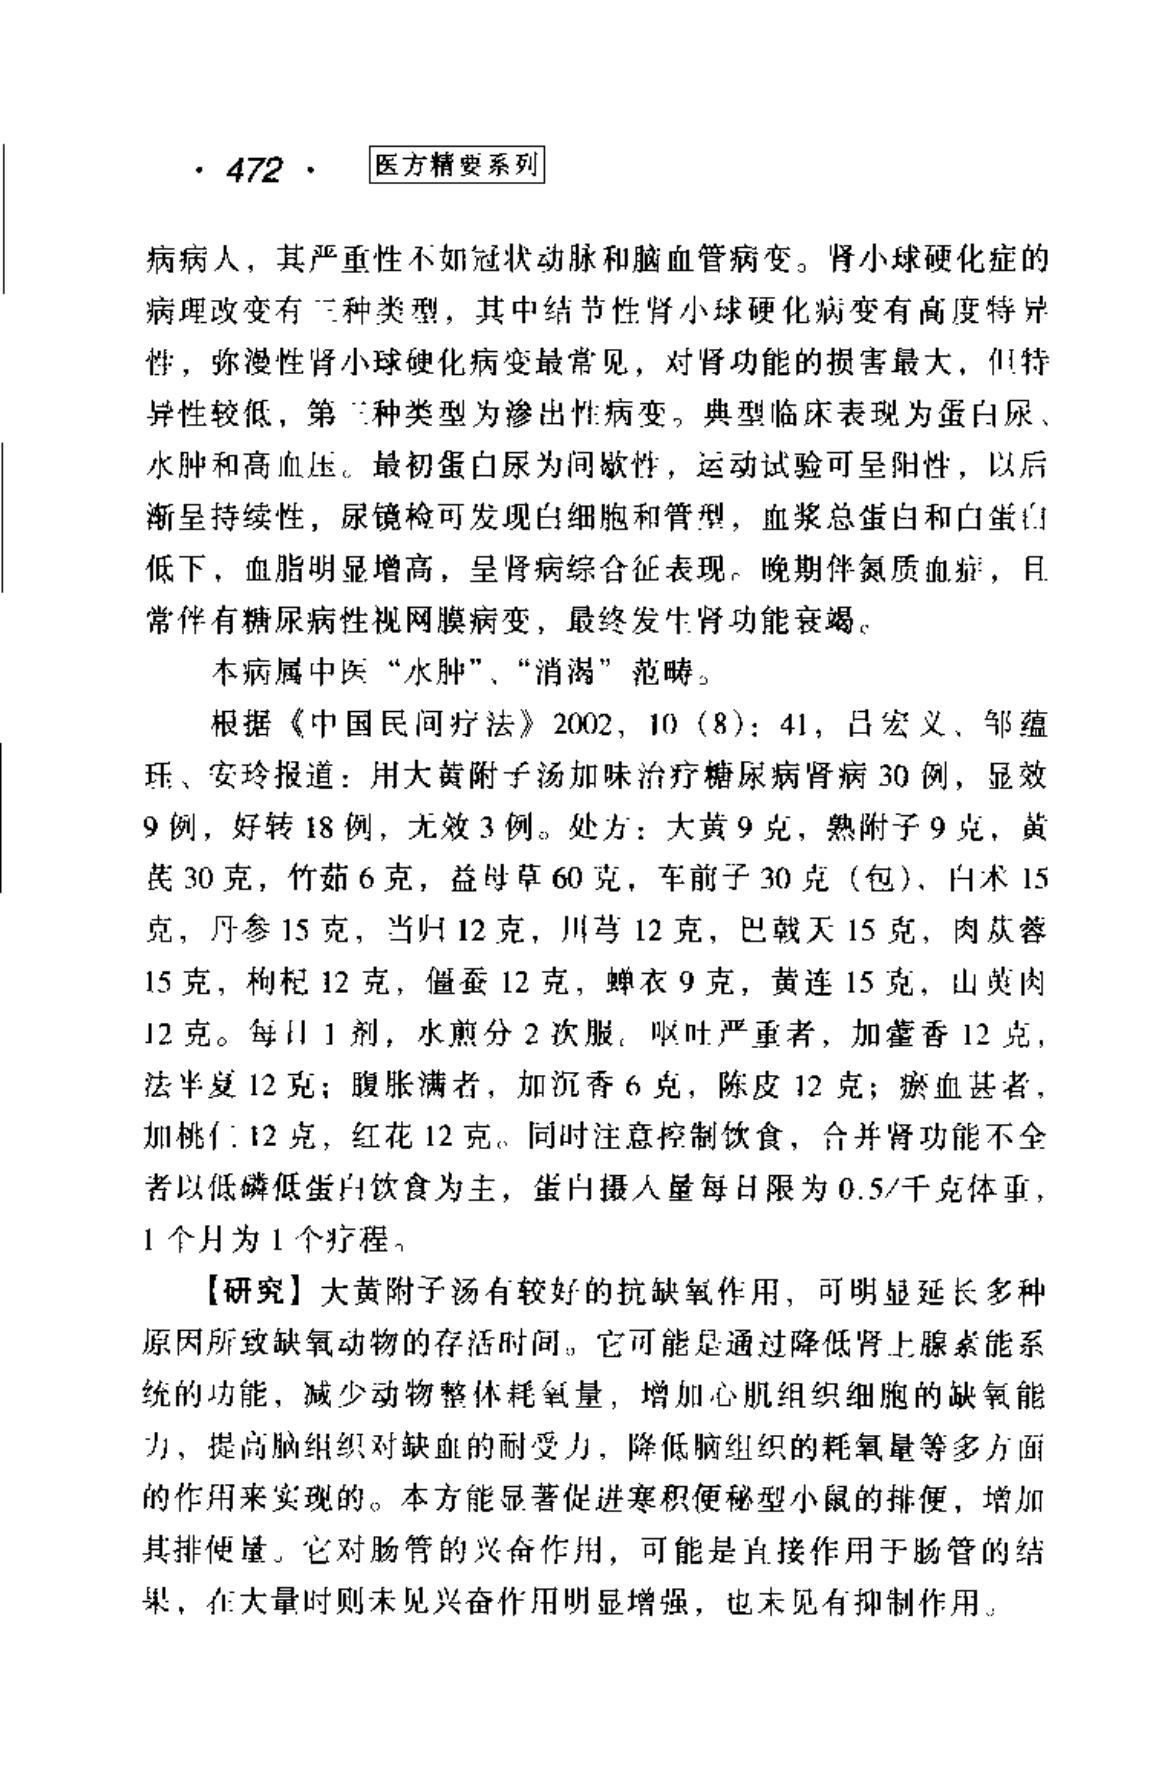 · 472 · 医方精要系列
病病人，其严重性不如冠状动脉和脑血管病变。肾小球硬化症的
病理改变有三种类型，其中结节性肾小球硬化病变有高度特异
性，弥漫性肾小球硬化病变最常见，对肾功能的损害最大，但特
异性较低，第三种类型为渗出性病变。典型临床表现为蛋白尿、
水肿和高血压。最初蛋白尿为间歇性，运动试验可呈阳性，以后
渐呈持续性，尿镜检可发现白细胞和管型，血浆总蛋白和白蛋白
低下，血脂明显增高，呈肾病综合征表现。晚期伴氮质血症，且
常伴有糖尿病性视网膜病变，最终发生肾功能衰竭。
本病属中医“水肿”、“消渴”范畴。
根据《中国民间疗法》2002，10（8）：41，吕宏义、邹蕴
珏、安玲报道：用大黄附子汤加味治疗糖尿病肾病 30 例，显效
9 例，好转 18 例，无效 3 例。处方：大黄 9 克，熟附子 9 克，黄
芪 30 克，竹茹 6 克，益母草 60 克，车前子 30 克（包），白术 15
克，丹参 15 克，当归 12 克，川芎 12 克，巴戟天 15 克，肉苁蓉
15 克，枸杞 12 克，僵蚕 12 克，蝉衣 9 克，黄连 15 克，山萸肉
12 克。每日 1 剂，水煎分 2 次服。呕吐严重者，加藿香 12 克，
法半夏 12 克；腹胀满者，加沉香 6 克，陈皮 12 克；瘀血甚者，
加桃仁 12 克，红花 12 克。同时注意控制饮食，合并肾功能不全
者以低磷低蛋白饮食为主，蛋白摄入量每日限为 0.5/千克体重，
1 个月为 1 个疗程。
【研究】大黄附子汤有较好的抗缺氧作用，可明显延长多种
原因所致缺氧动物的存活时间。它可能是通过降低肾上腺素能系
统的功能，减少动物整体耗氧量，增加心肌组织细胞的缺氧能
力，提高脑组织对缺血的耐受力，降低脑组织的耗氧量等多方面
的作用来实现的。本方能显著促进寒积便秘型小鼠的排便，增加
其排便量。它对肠管的兴奋作用，可能是直接作用于肠管的结
果，在大量时则未见兴奋作用明显增强，也未见有抑制作用。